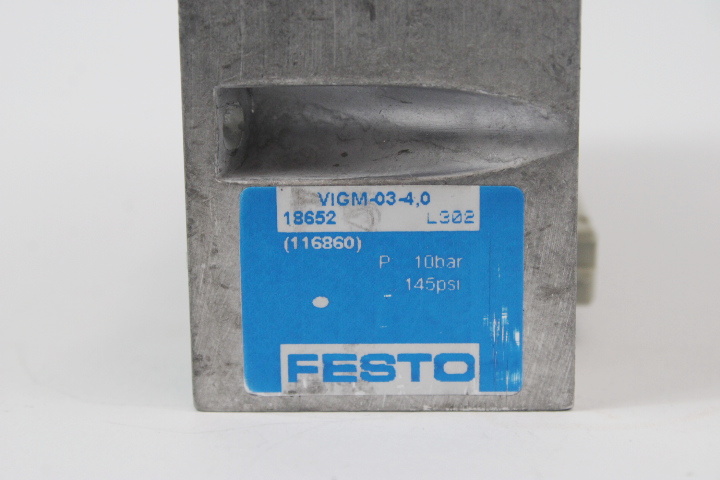 VIGM-03-4,0
18652 L302
(116860)
P 10bar
145psi
FESTO